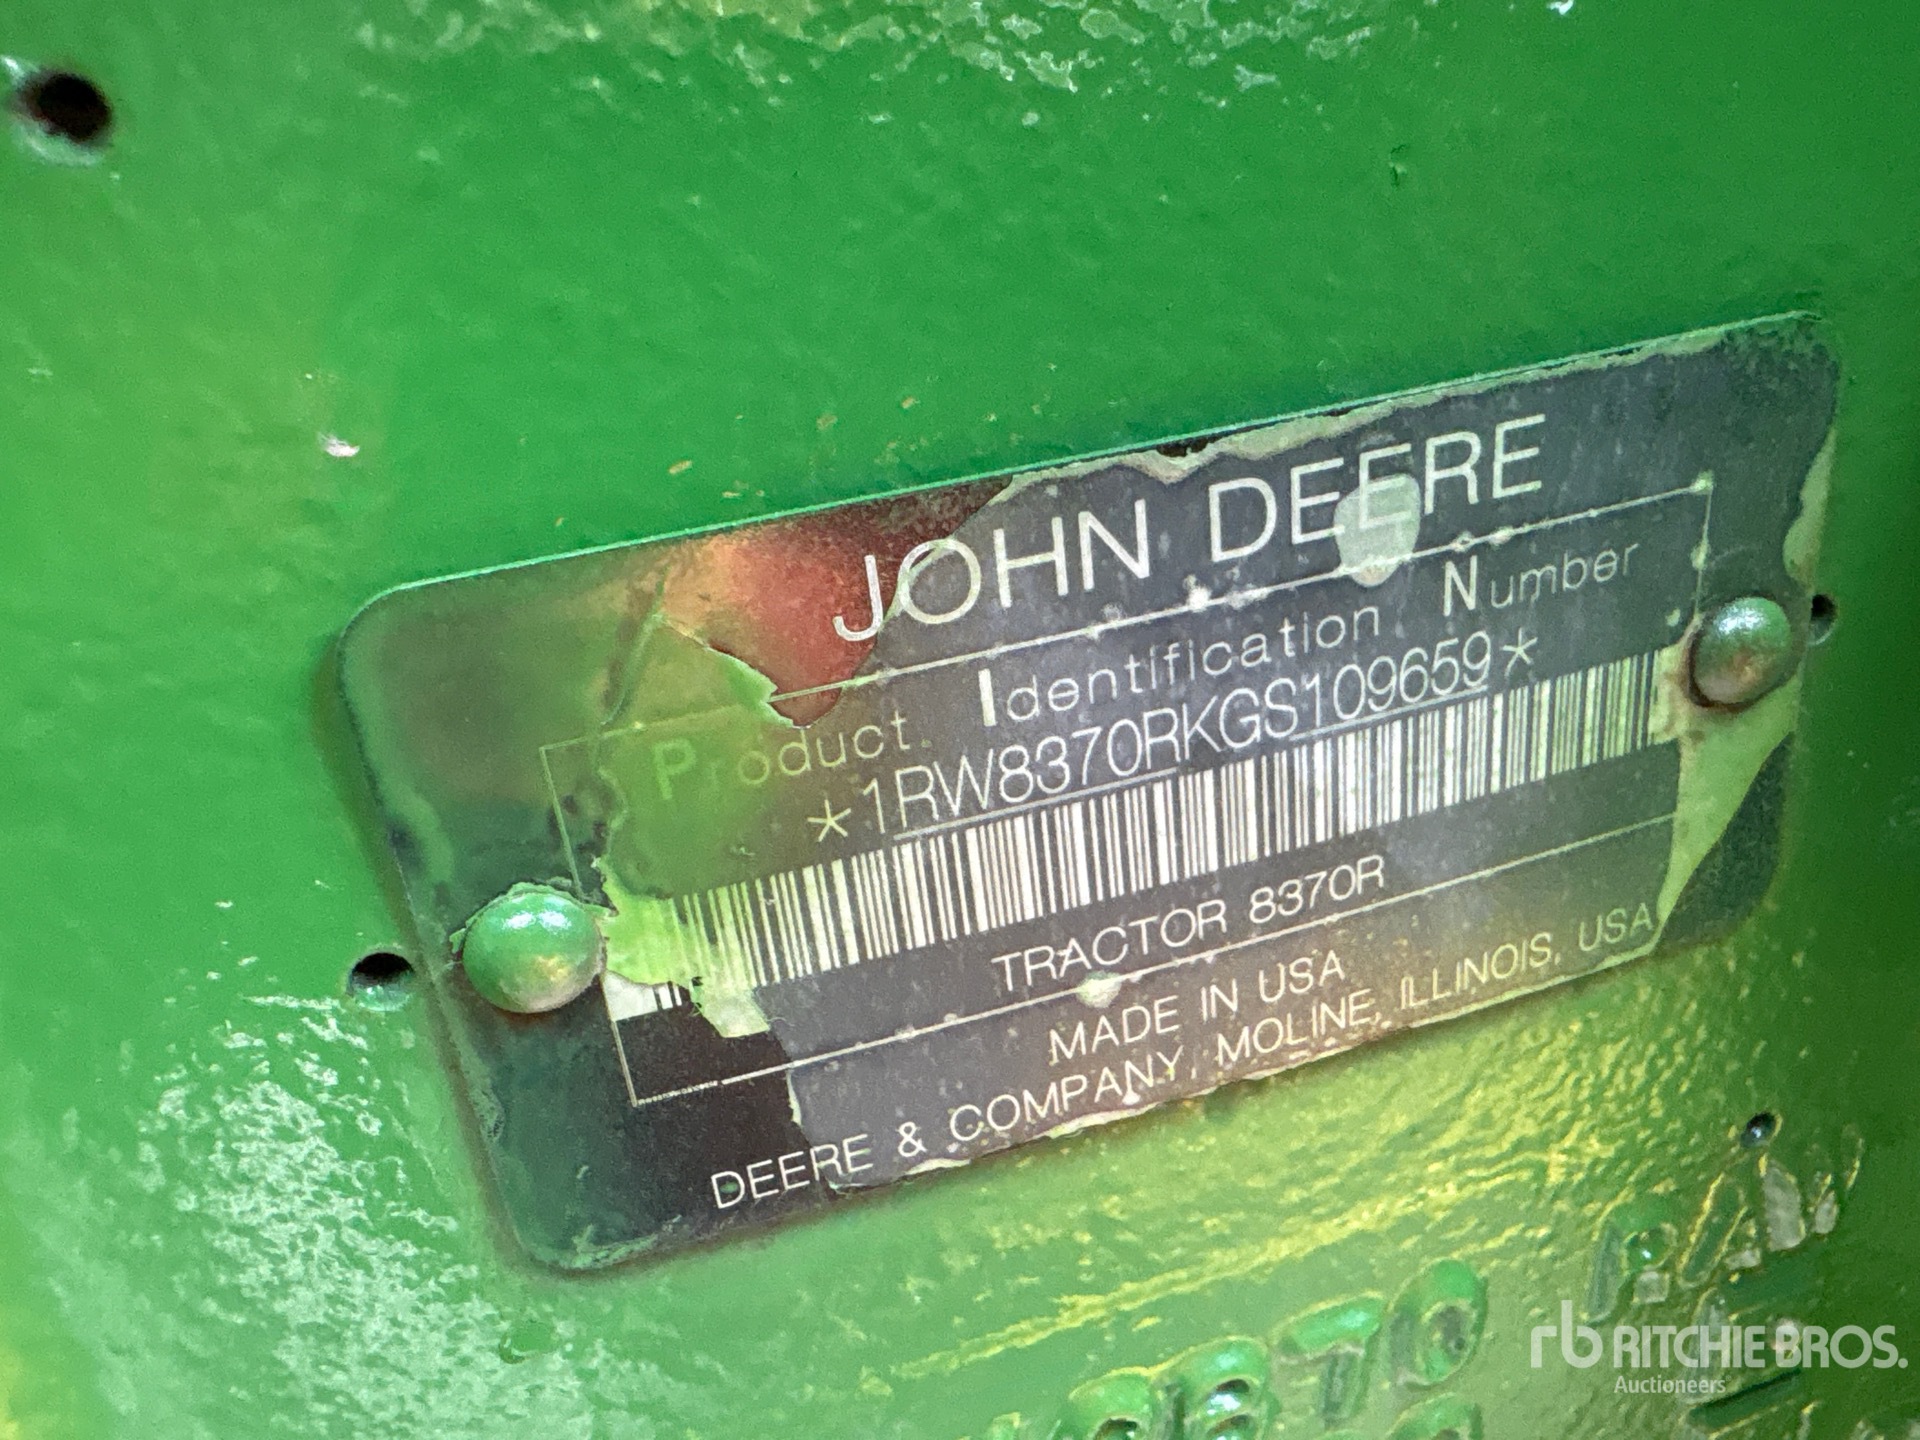 JOHN DEERE
Product Identification Number
*1RW8370RKGS109659*
TRACTOR 8370R
MADE IN USA
DEERE & COMPANY, MOLINE, ILLINOIS, USA
rb RITCHIE BROS.
Auctioneers